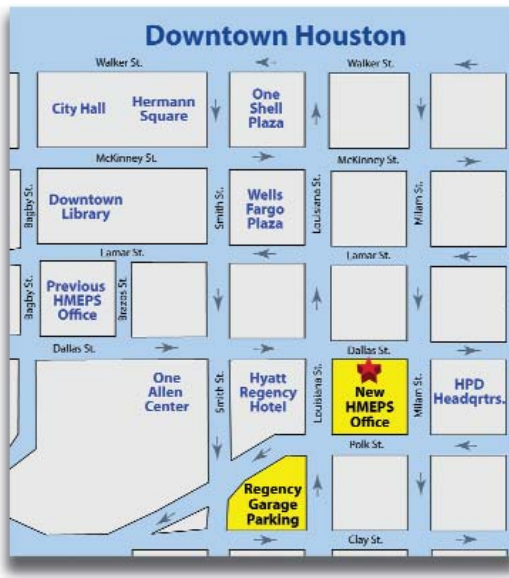 Downtown Houston
Walker St.
Walker St.
City Hall
Hermann
Square
One
Shell
Plaza
McKinney St.
McKinney St.
Bagby St.
Downtown
Library
Smith St.
Wells
Fargo
Plaza
Louisiana St.
Milam St.
Lamar St.
Lamar St.
Bagby St.
Previous
HMEPS
Office
Brazos St.
Dallas St.
Dallas St.
One
Allen
Center
Smith St.
Hyatt
Regency
Hotel
Louisiana St.
New
HMEPS
Office
Milam St.
HPD
Headqrtrs.
Polk St.
Regency
Garage
Parking
Clay St.